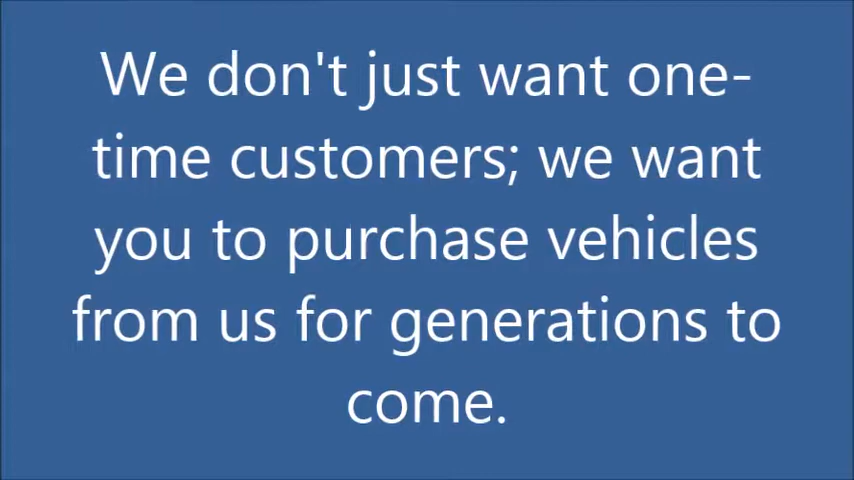 We don't just want one-
time customers; we want
you to purchase vehicles
from us for generations to
come.